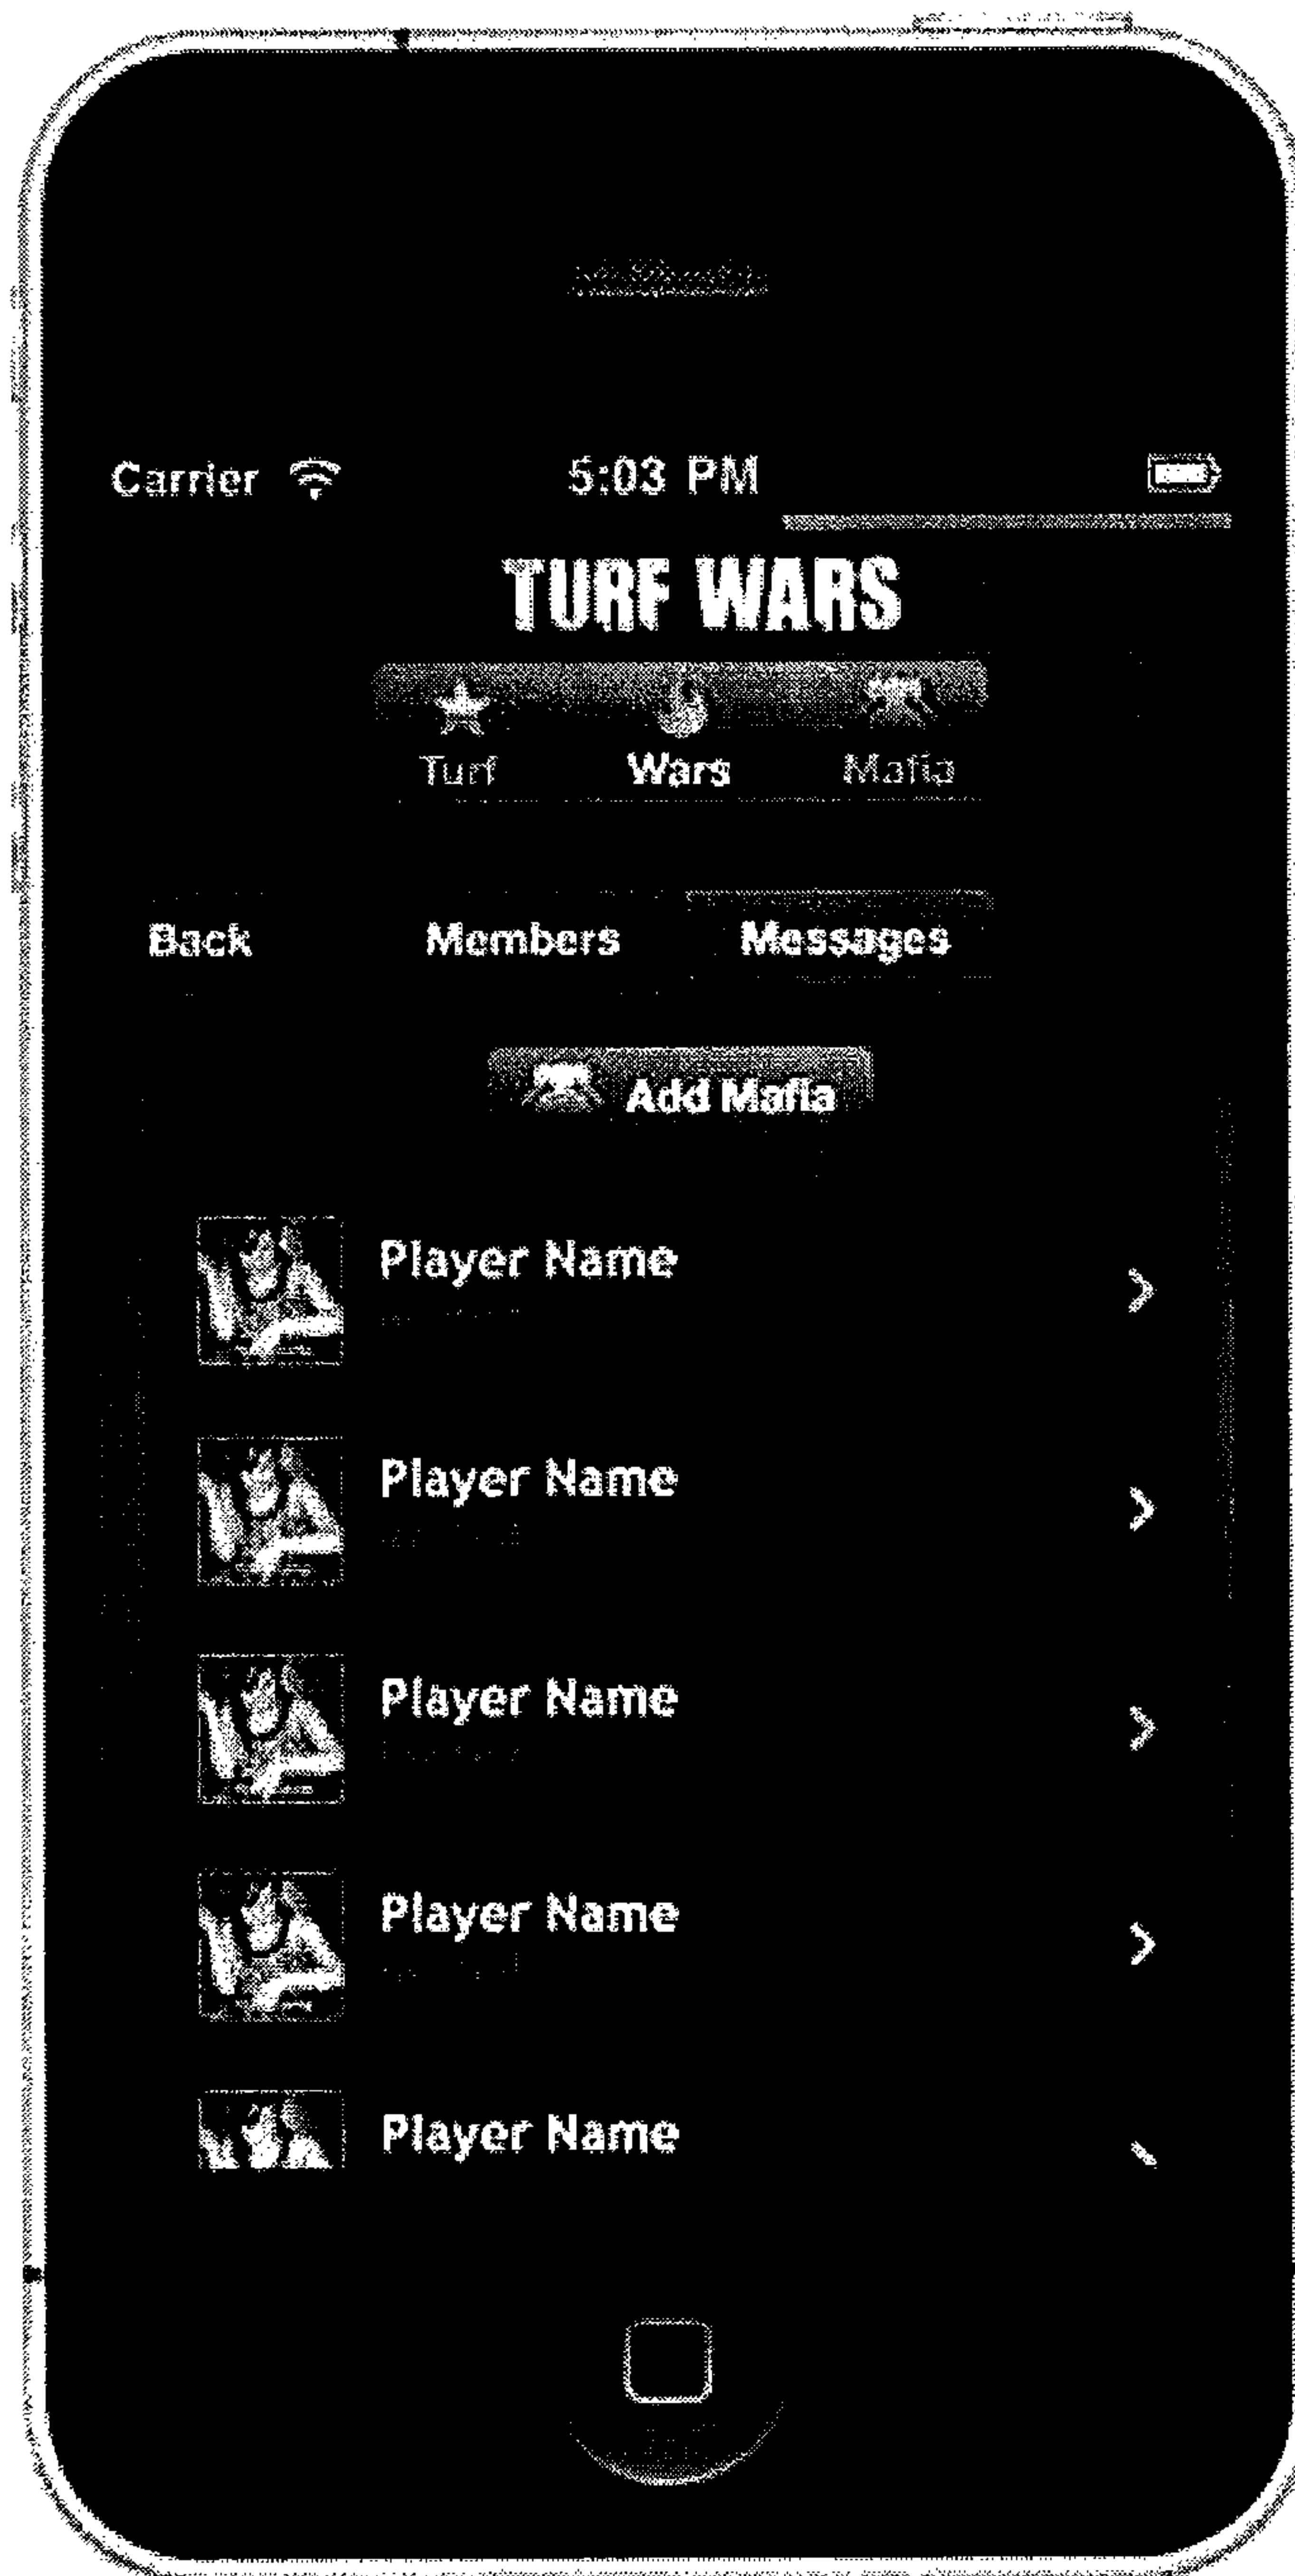 Carrier 5:03 PM
TURF WARS
Turf Wars Mafia
Back Members Messages
Add Mafia
Player Name
Player Name
Player Name
Player Name
Player Name